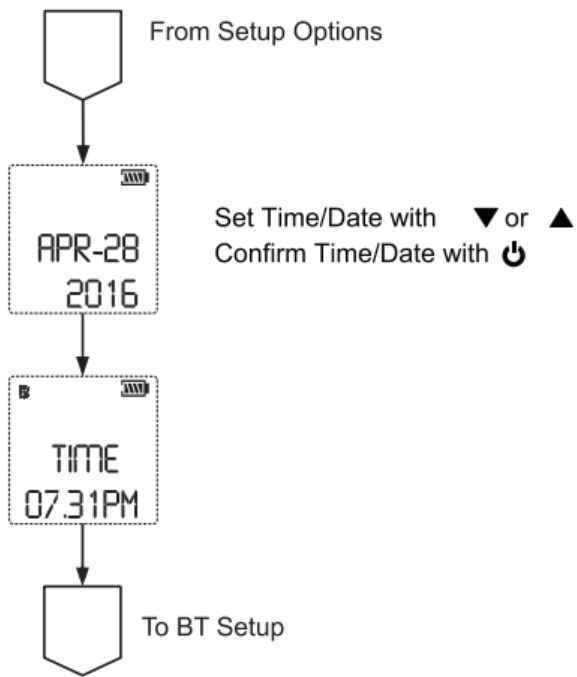 From Setup Options
APR-28
2016
Set Time/Date with ▼ or ▲
Confirm Time/Date with ⏻
TIME
07.31PM
To BT Setup